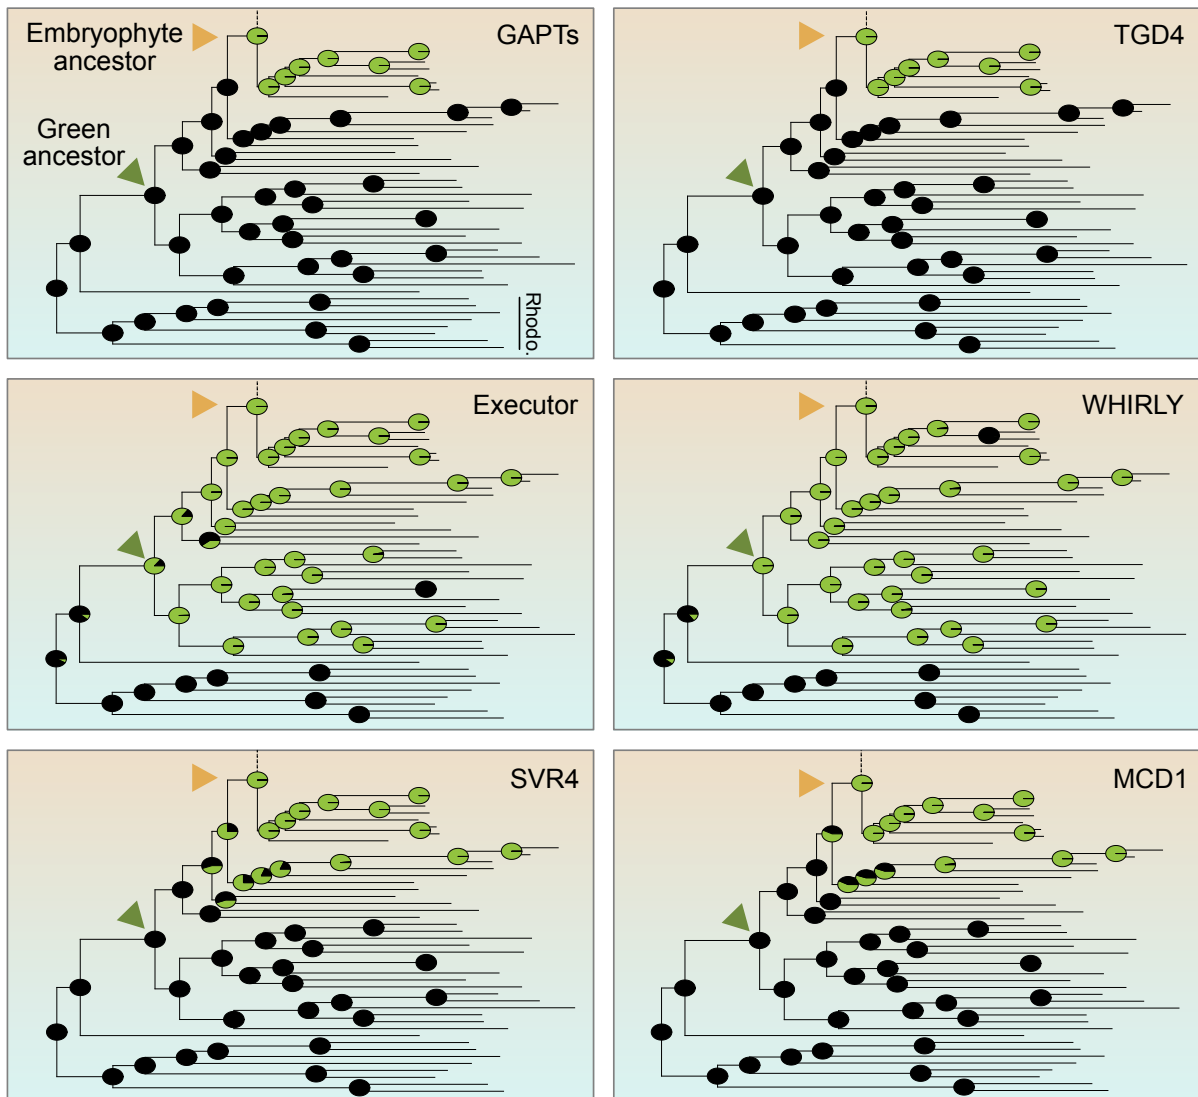 Embryophyte
ancestor
GAPTs
Green
ancestor
Rhodo.
TGD4
Executor
WHIRLY
SVR4
MCD1